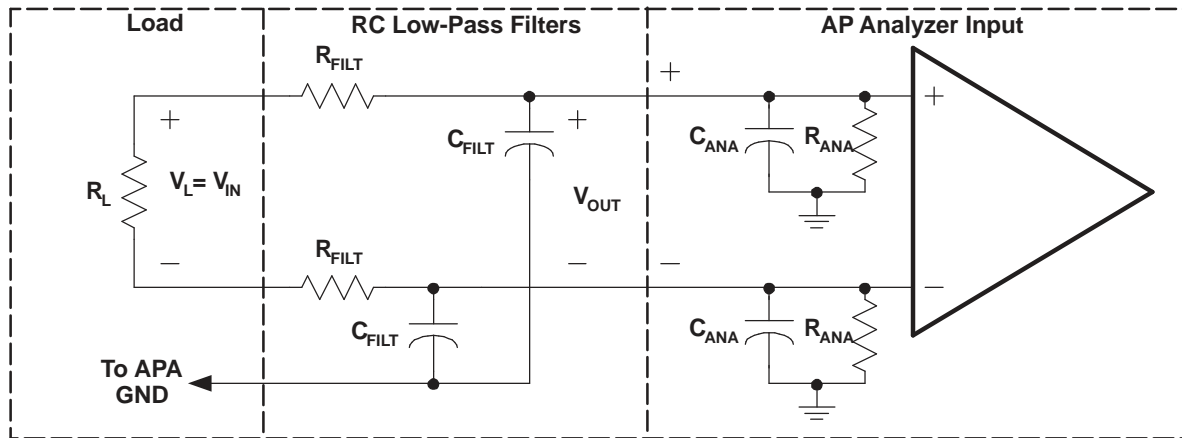 Load
RC Low-Pass Filters
AP Analyzer Input
R_FILT
+
+
+
+
C_FILT
C_ANA
R_ANA
R_L
V_L= V_IN
V_OUT
R_FILT
−
−
−
−
C_FILT
C_ANA
R_ANA
To APA
GND